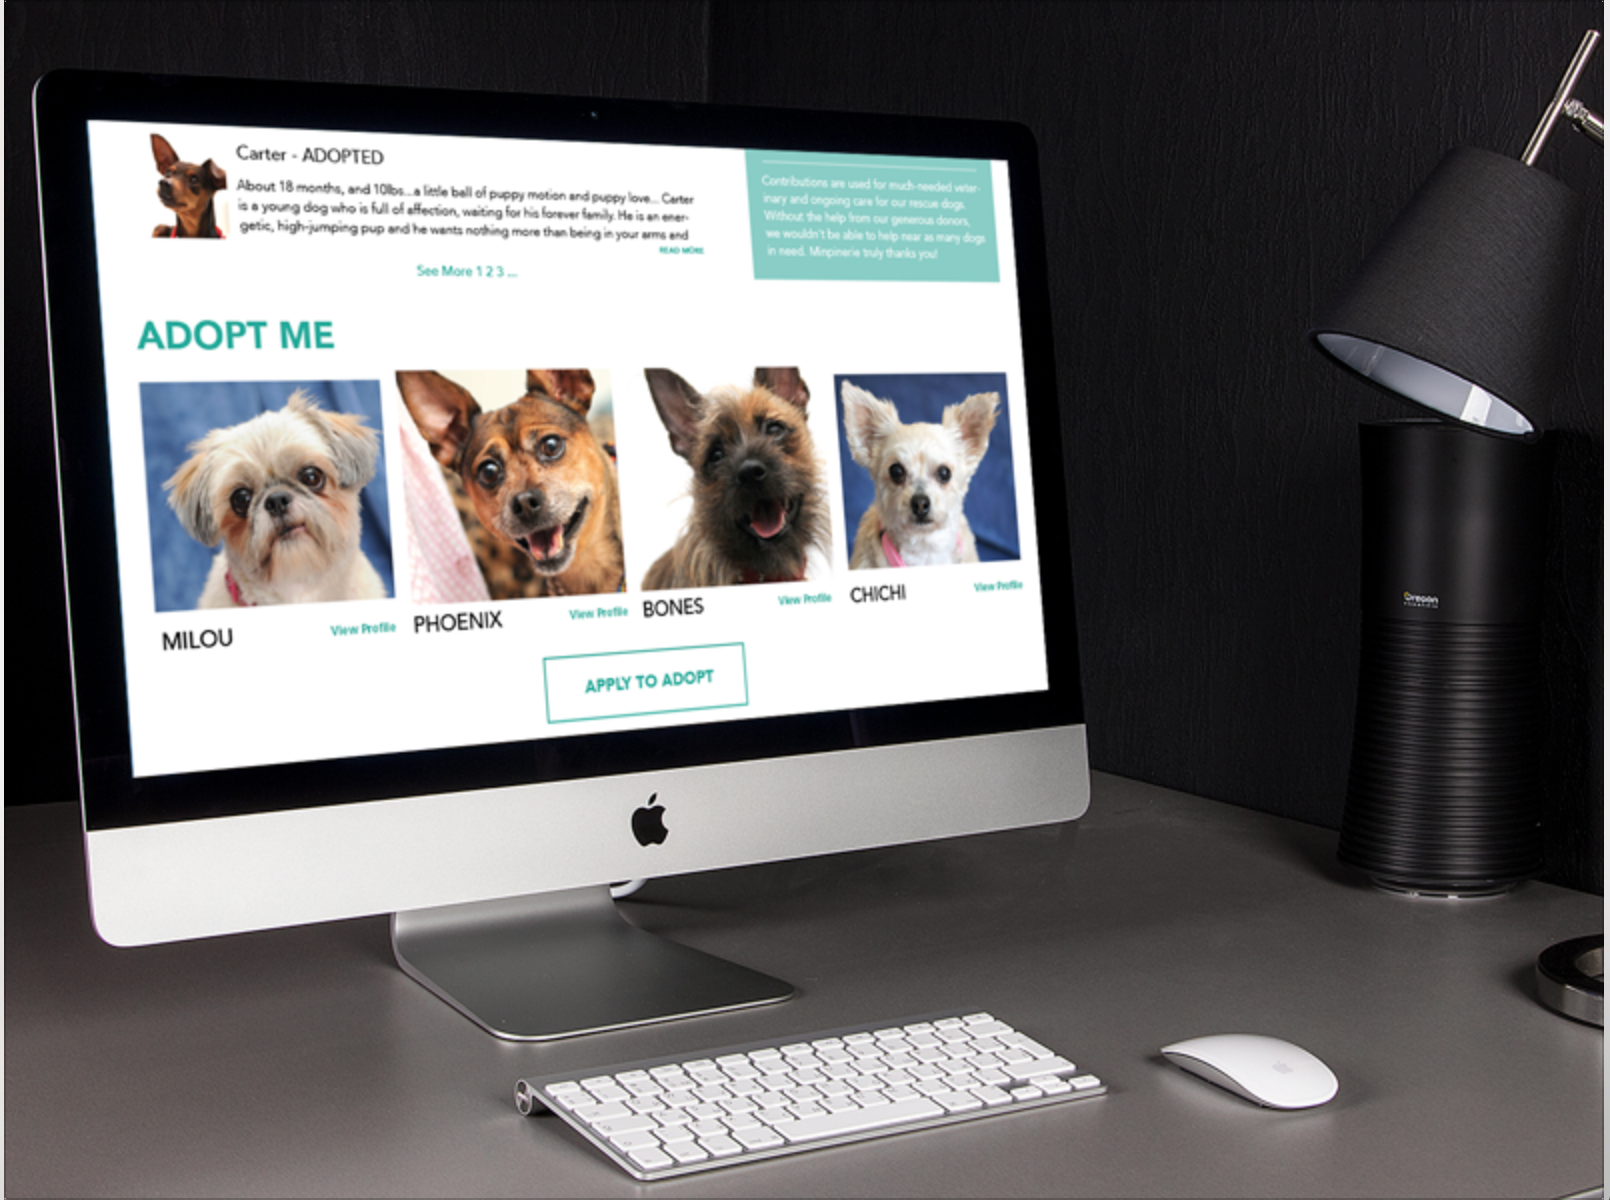 Carter - ADOPTED
About 18 months, and 10lbs...a little ball of puppy motion and puppy love... Carter
is a young dog who is full of affection, waiting for his forever family. He is an ener-
getic, high-jumping pup and he wants nothing more than being in your arms and
READ MORE
See More 1 2 3 ...
Contributions are used for much-needed veter-
inary and ongoing care for our rescue dogs.
Without the help from our generous donors,
we wouldn't be able to help near as many dogs
in need. Minpinerie truly thanks you!
ADOPT ME
MILOU
View Profile
PHOENIX
View Profile
BONES
View Profile
CHICHI
View Profile
APPLY TO ADOPT
Oregon